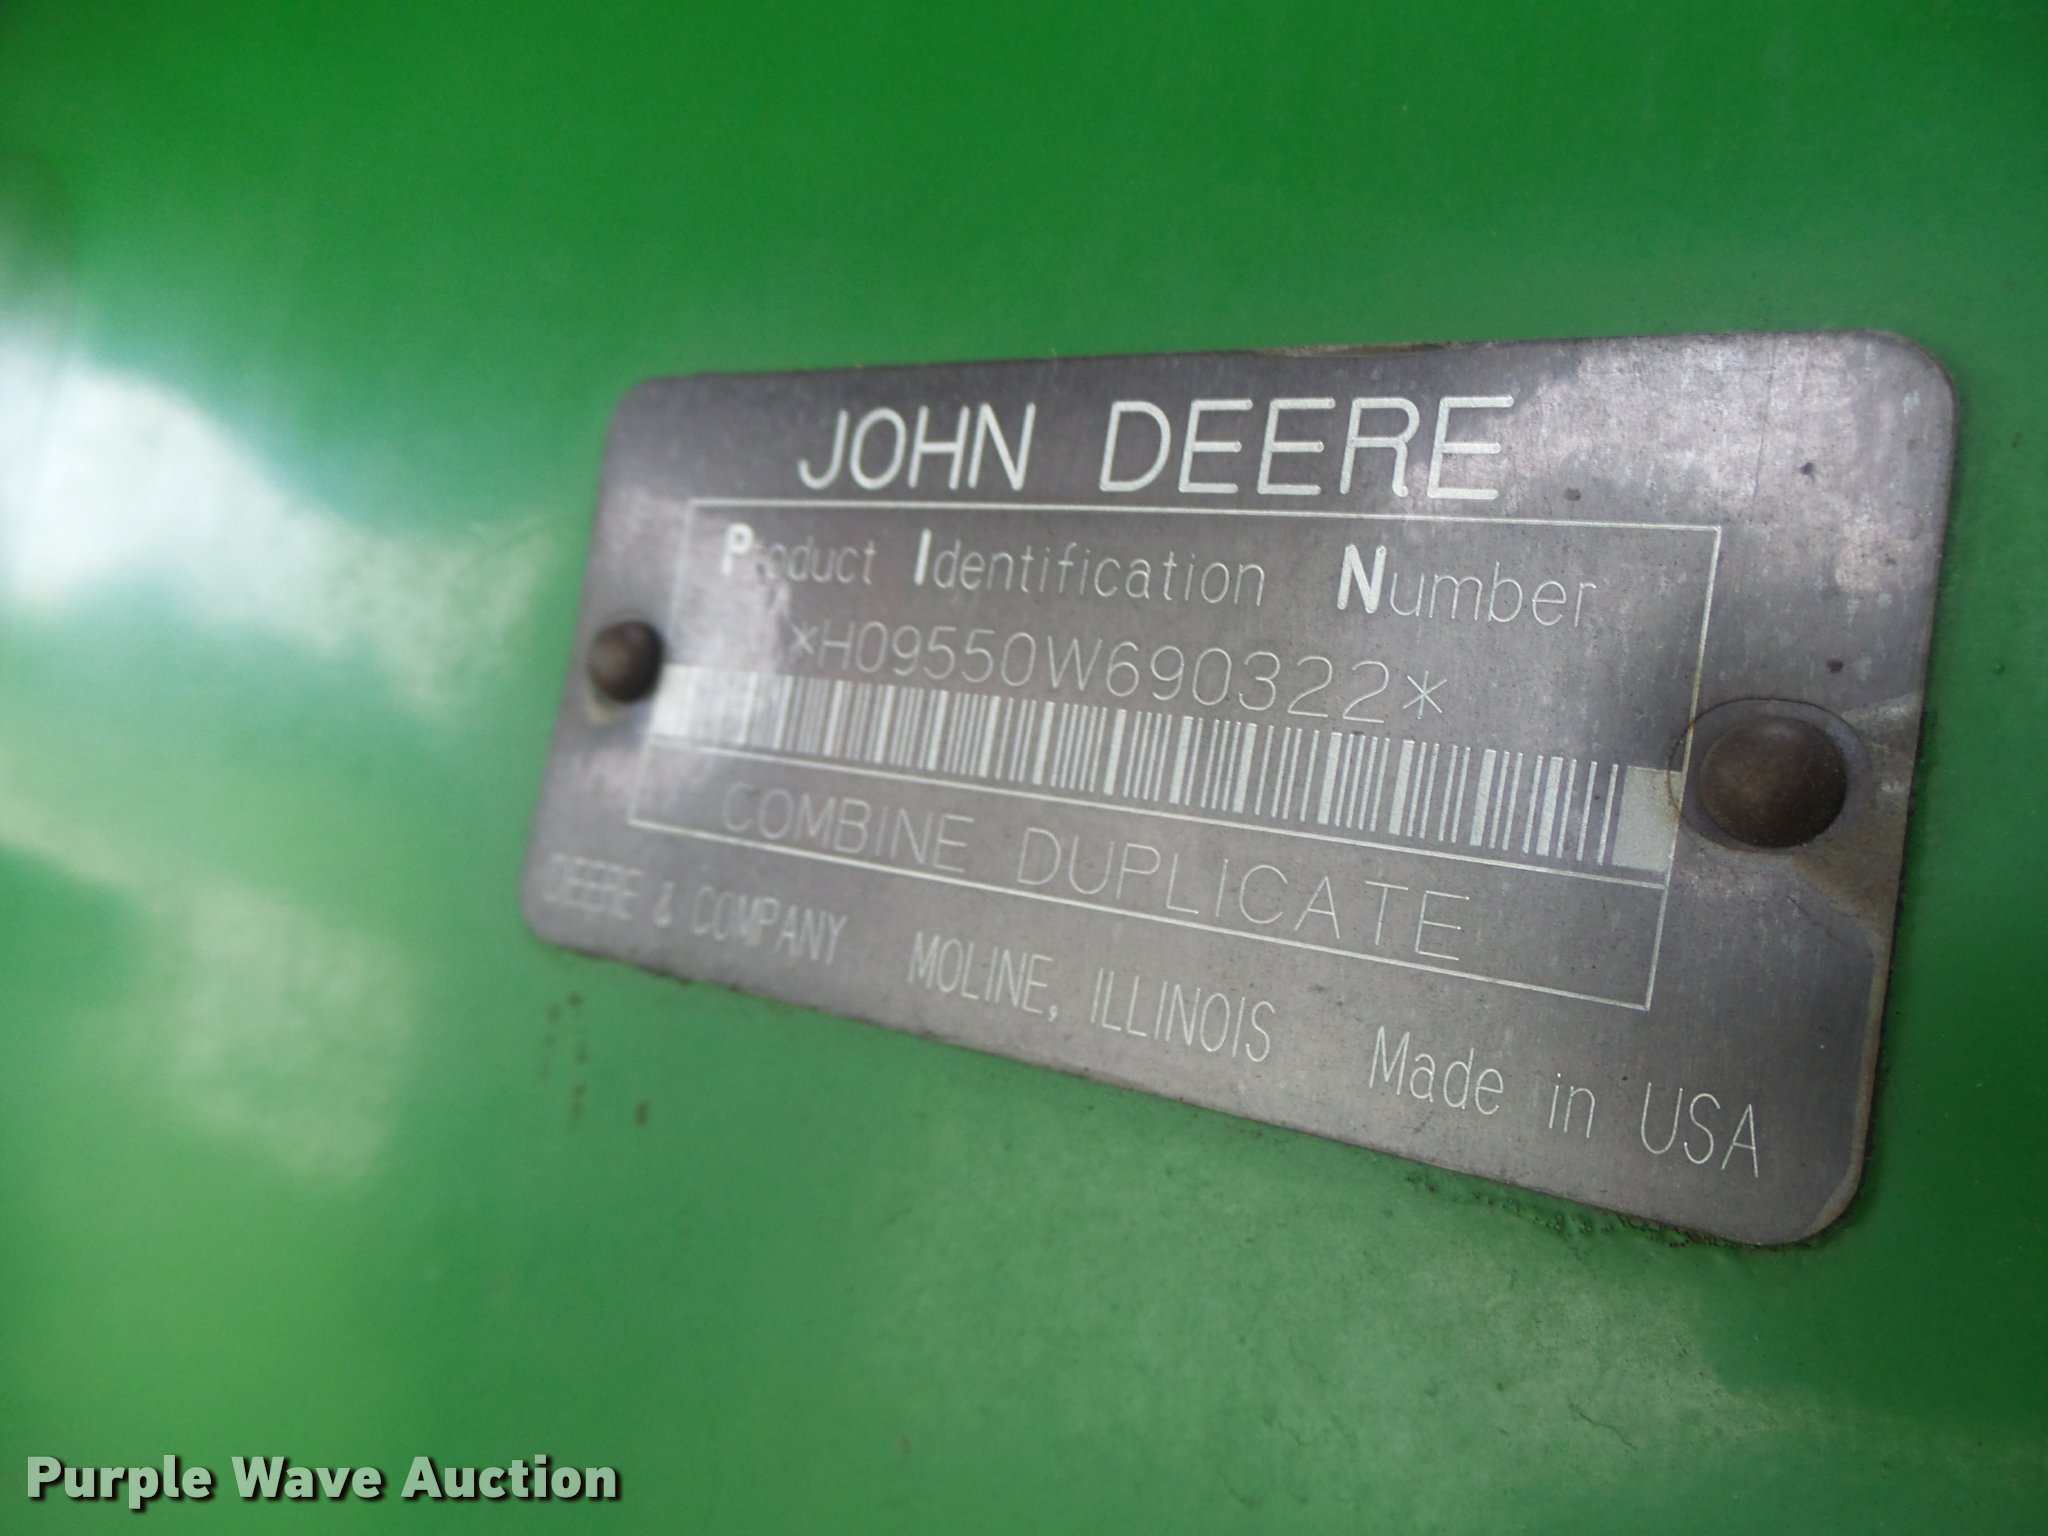 JOHN DEERE
Product Identification Number
*H09550W690322*
COMBINE DUPLICATE
DEERE & COMPANY MOLINE, ILLINOIS Made in USA
Purple Wave Auction